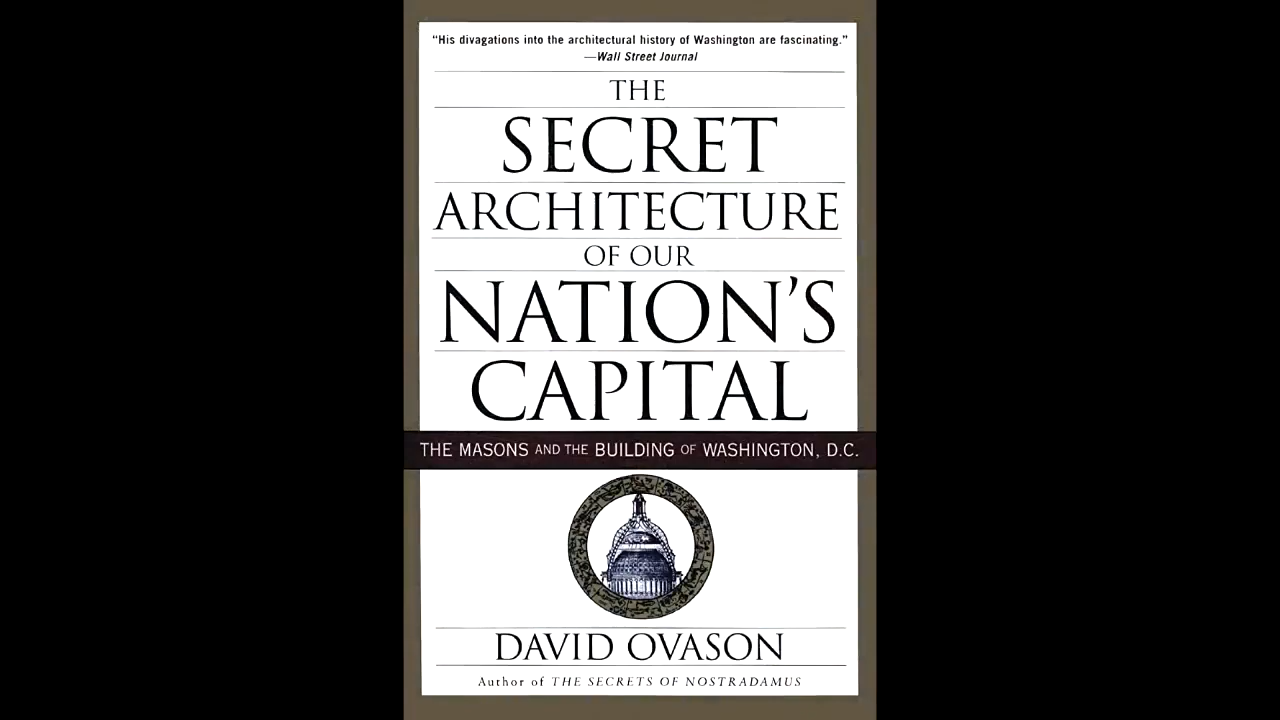 “His divagations into the architectural history of Washington are fascinating.”
—Wall Street Journal
THE
SECRET
ARCHITECTURE
OF OUR
NATION’S
CAPITAL
THE MASONS AND THE BUILDING OF WASHINGTON, D.C.
DAVID OVASON
Author of THE SECRETS OF NOSTRADAMUS